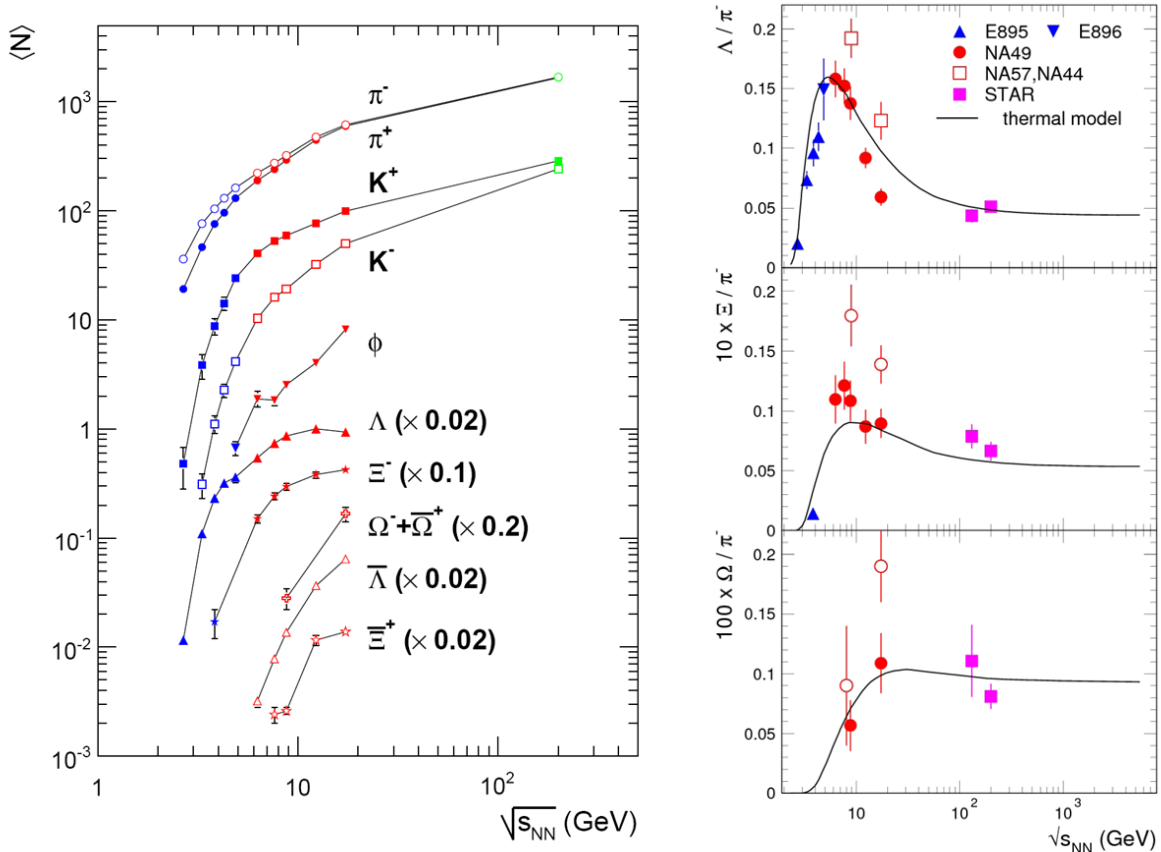 ⟨N⟩
10³
10²
10
1
10⁻¹
10⁻²
10⁻³
π⁻
π⁺
K⁺
K⁻
ϕ
Λ (× 0.02)
Ξ⁻ (× 0.1)
Ω⁻+Ω̅⁺ (× 0.2)
Λ̅ (× 0.02)
Ξ̅⁺ (× 0.02)
1 10 10²
√s_NN (GeV)
Λ / π⁻
0.2
0.15
0.1
0.05
0
E895 E896
NA49
NA57,NA44
STAR
thermal model
10 x Ξ / π⁻
0.2
0.15
0.1
0.05
0
100 x Ω / π⁻
0.2
0.15
0.1
0.05
0
10 10² 10³
√s_NN (GeV)